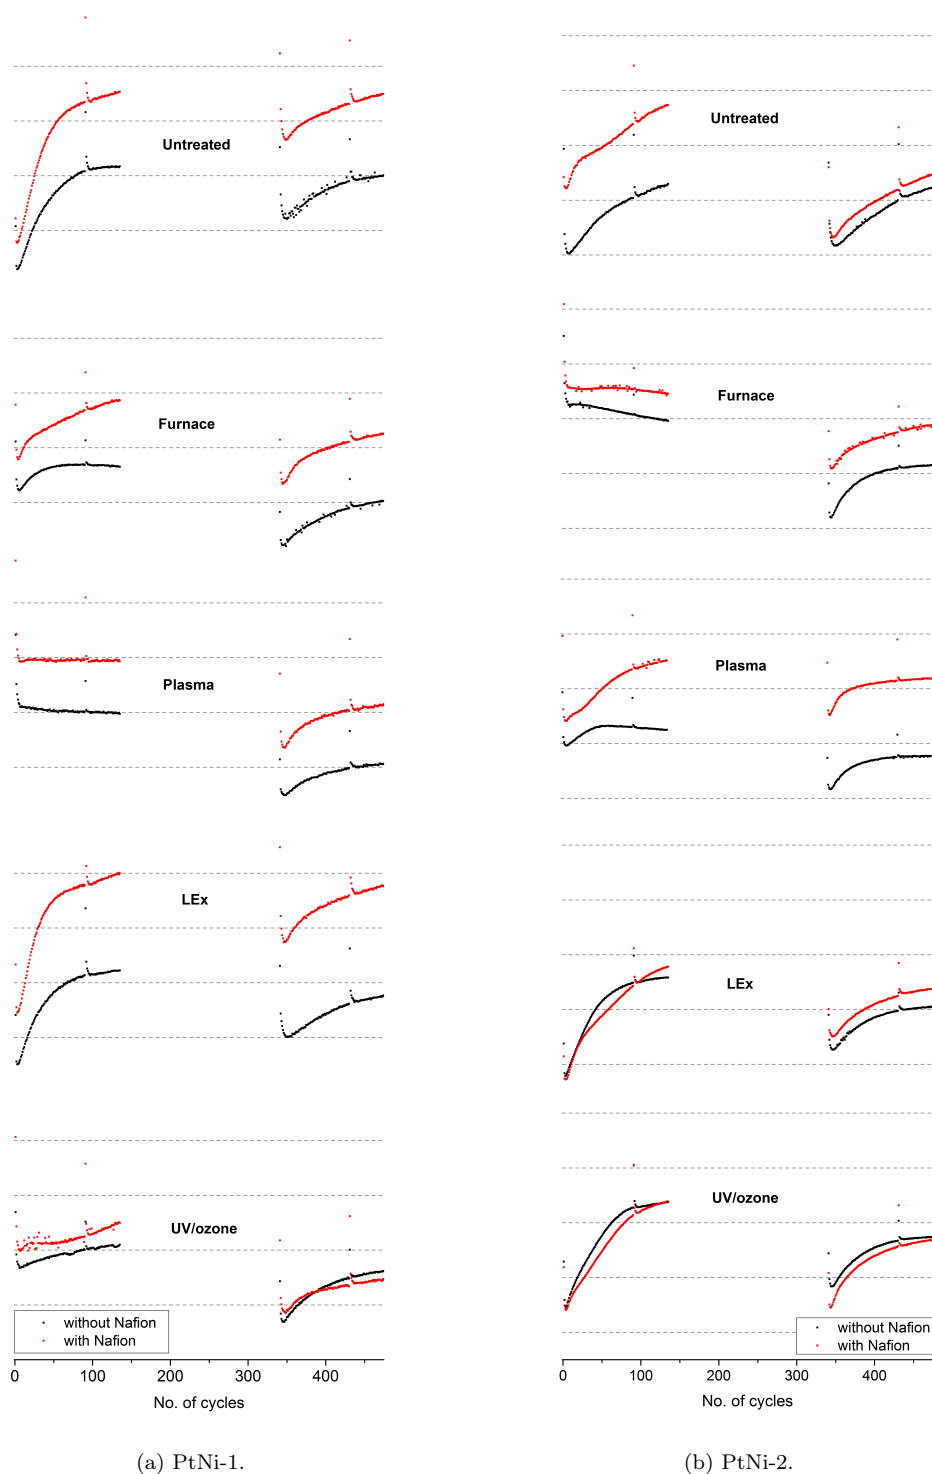 Untreated
Furnace
Plasma
LEx
UV/ozone
without Nafion
with Nafion
0 100 200 300 400
No. of cycles
(a) PtNi-1.
Untreated
Furnace
Plasma
LEx
UV/ozone
without Nafion
with Nafion
0 100 200 300 400
No. of cycles
(b) PtNi-2.